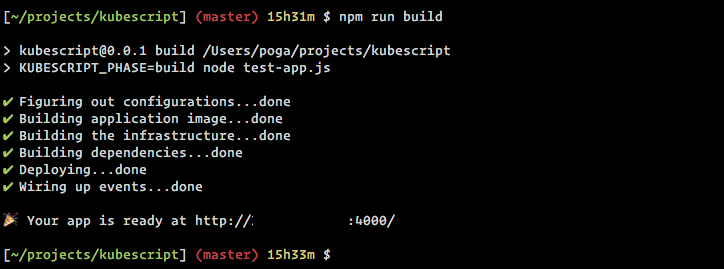 [~/projects/kubescript] (master) 15h31m $ npm run build
> kubescript@0.0.1 build /Users/poga/projects/kubescript
> KUBESCRIPT_PHASE=build node test-app.js
✔ Figuring out configurations...done
✔ Building application image...done
✔ Building the infrastructure...done
✔ Building dependencies...done
✔ Deploying...done
✔ Wiring up events...done
🎉 Your app is ready at http:// :4000/
[~/projects/kubescript] (master) 15h33m $